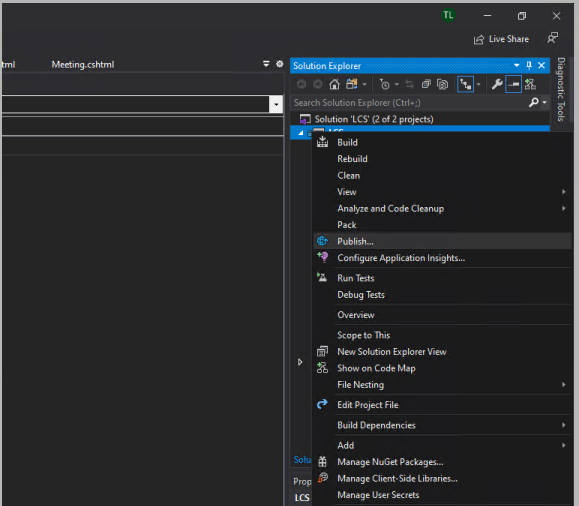 TL
Live Share
tml
Meeting.cshtml
Solution Explorer
Diagnostic Tools
Search Solution Explorer (Ctrl+;)
Solution 'LCS' (2 of 2 projects)
LCS
Build
Rebuild
Clean
View
Analyze and Code Cleanup
Pack
Publish...
Configure Application Insights...
Run Tests
Debug Tests
Overview
Scope to This
New Solution Explorer View
Show on Code Map
File Nesting
Edit Project File
Build Dependencies
Add
Solu
Manage NuGet Packages...
Prop
Manage Client-Side Libraries...
LCS
Manage User Secrets